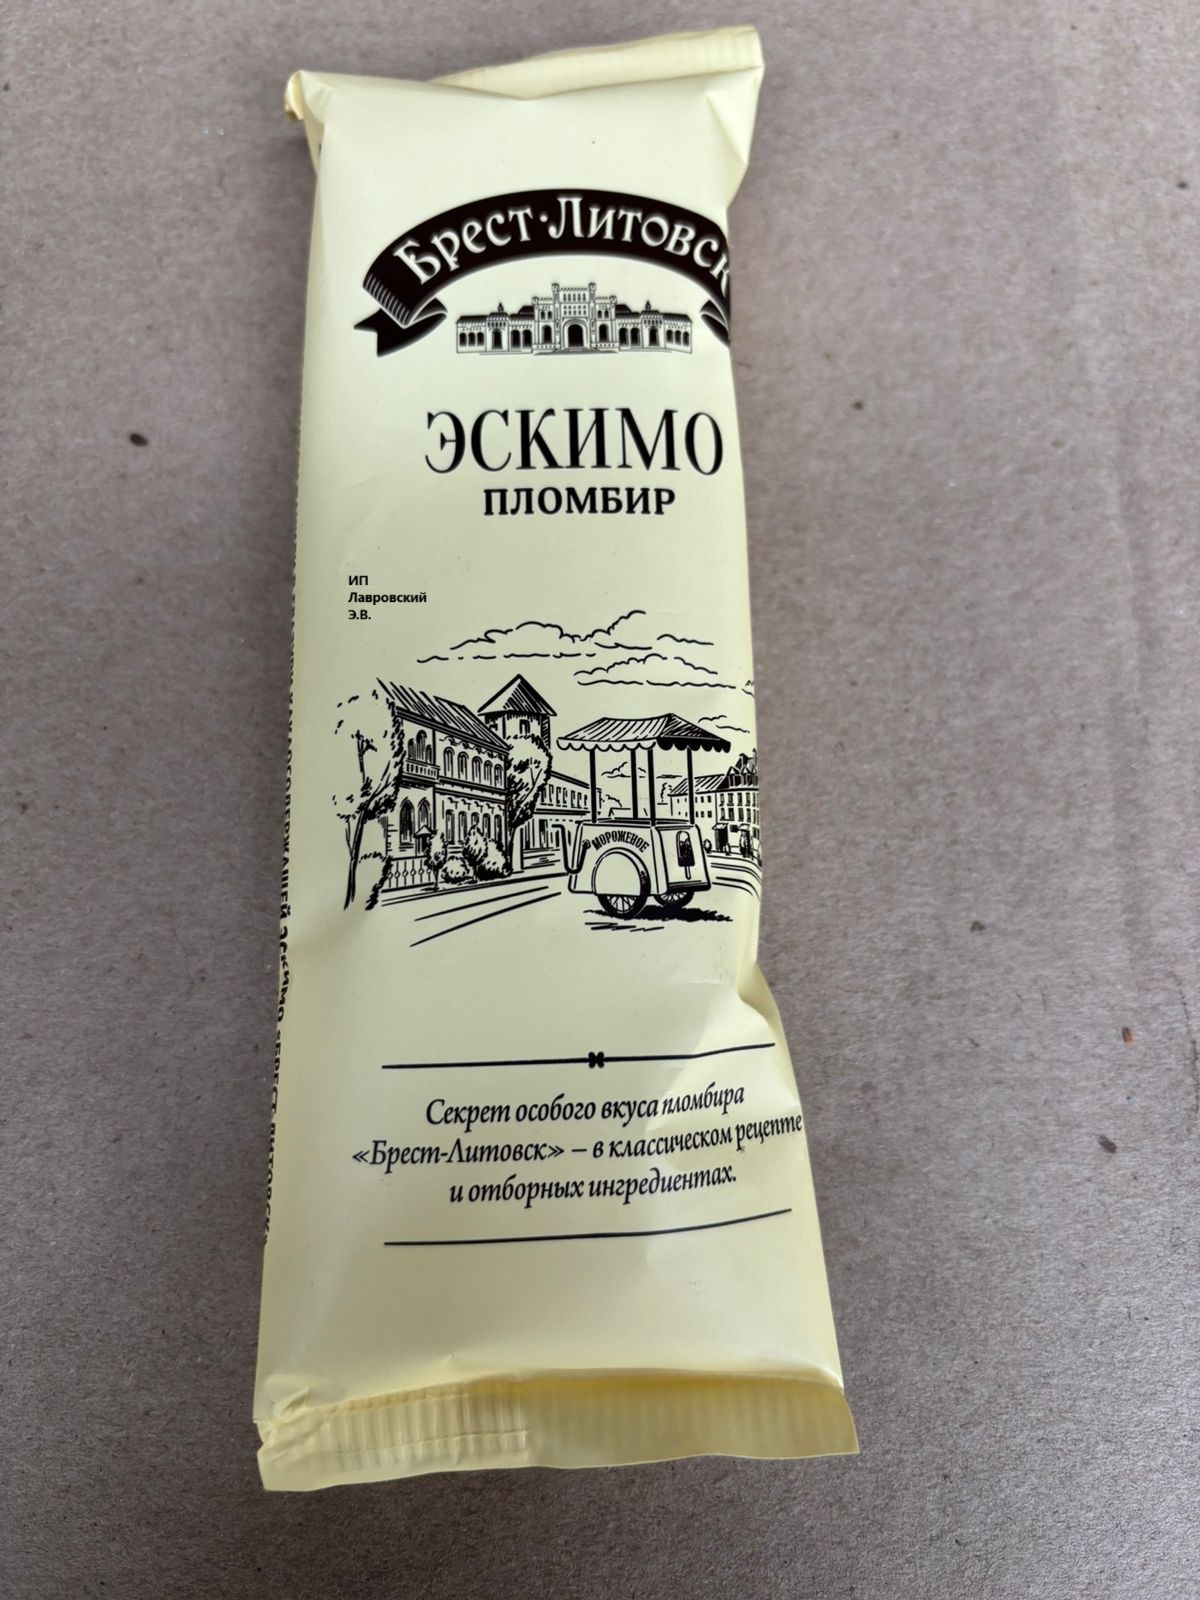 Брест-Литовск
ЭСКИМО
ПЛОМБИР
ИП
Лавровский
Э.В.
МОРОЖЕНОЕ
Секрет особого вкуса пломбира
«Брест-Литовск» – в классическом рецепте
и отборных ингредиентах.